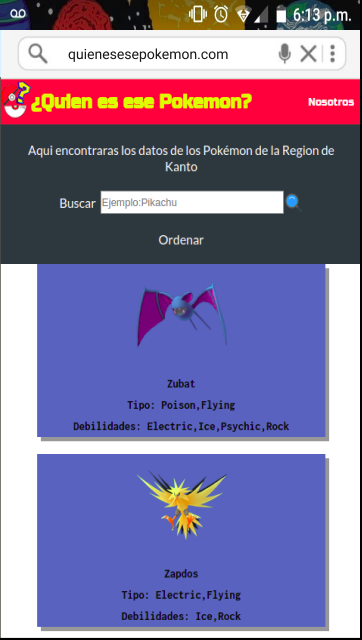 6:13 p.m.
quienesesepokemon.com
¿Quien es ese Pokemon?
Nosotros
Aqui encontraras los datos de los Pokémon de la Region de
Kanto
Buscar Ejemplo:Pikachu
Ordenar
Zubat
Tipo: Poison,Flying
Debilidades: Electric,Ice,Psychic,Rock
Zapdos
Tipo: Electric,Flying
Debilidades: Ice,Rock